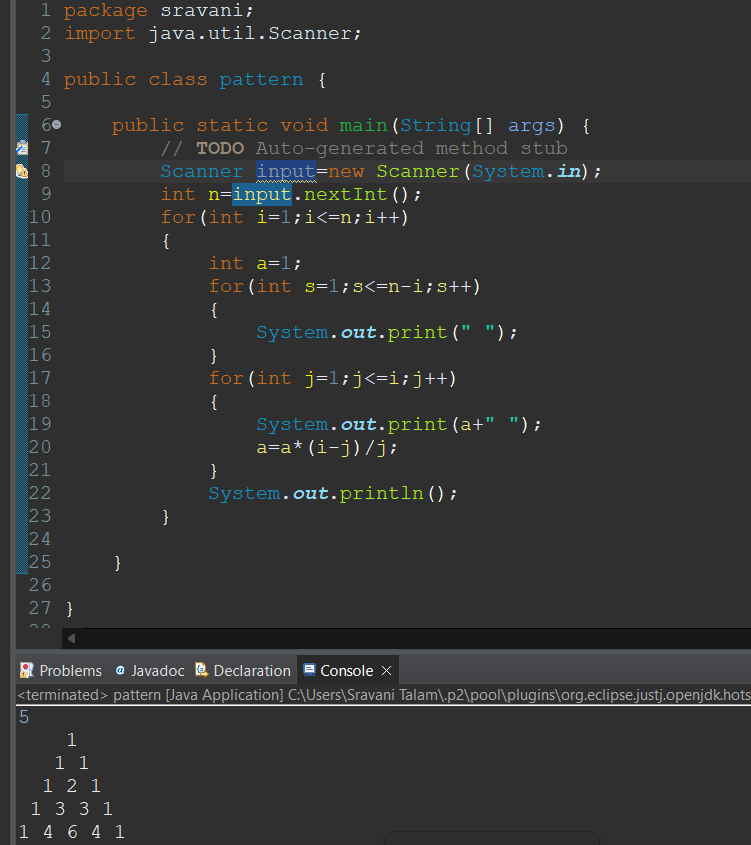 1 package sravani;
2 import java.util.Scanner;
3
4 public class pattern {
5
6     public static void main(String[] args) {
7         // TODO Auto-generated method stub
8         Scanner input=new Scanner(System.in);
9         int n=input.nextInt();
10         for(int i=1;i<=n;i++)
11         {
12             int a=1;
13             for(int s=1;s<=n-i;s++)
14             {
15                 System.out.print(" ");
16             }
17             for(int j=1;j<=i;j++)
18             {
19                 System.out.print(a+" ");
20                 a=a*(i-j)/j;
21             }
22             System.out.println();
23         }
24
25     }
26
27 }
Problems @ Javadoc Declaration Console
<terminated> pattern [Java Application] C:\Users\Sravani Talam\.p2\pool\plugins\org.eclipse.justj.openjdk.hots
5
    1
   1 1
  1 2 1
 1 3 3 1
1 4 6 4 1